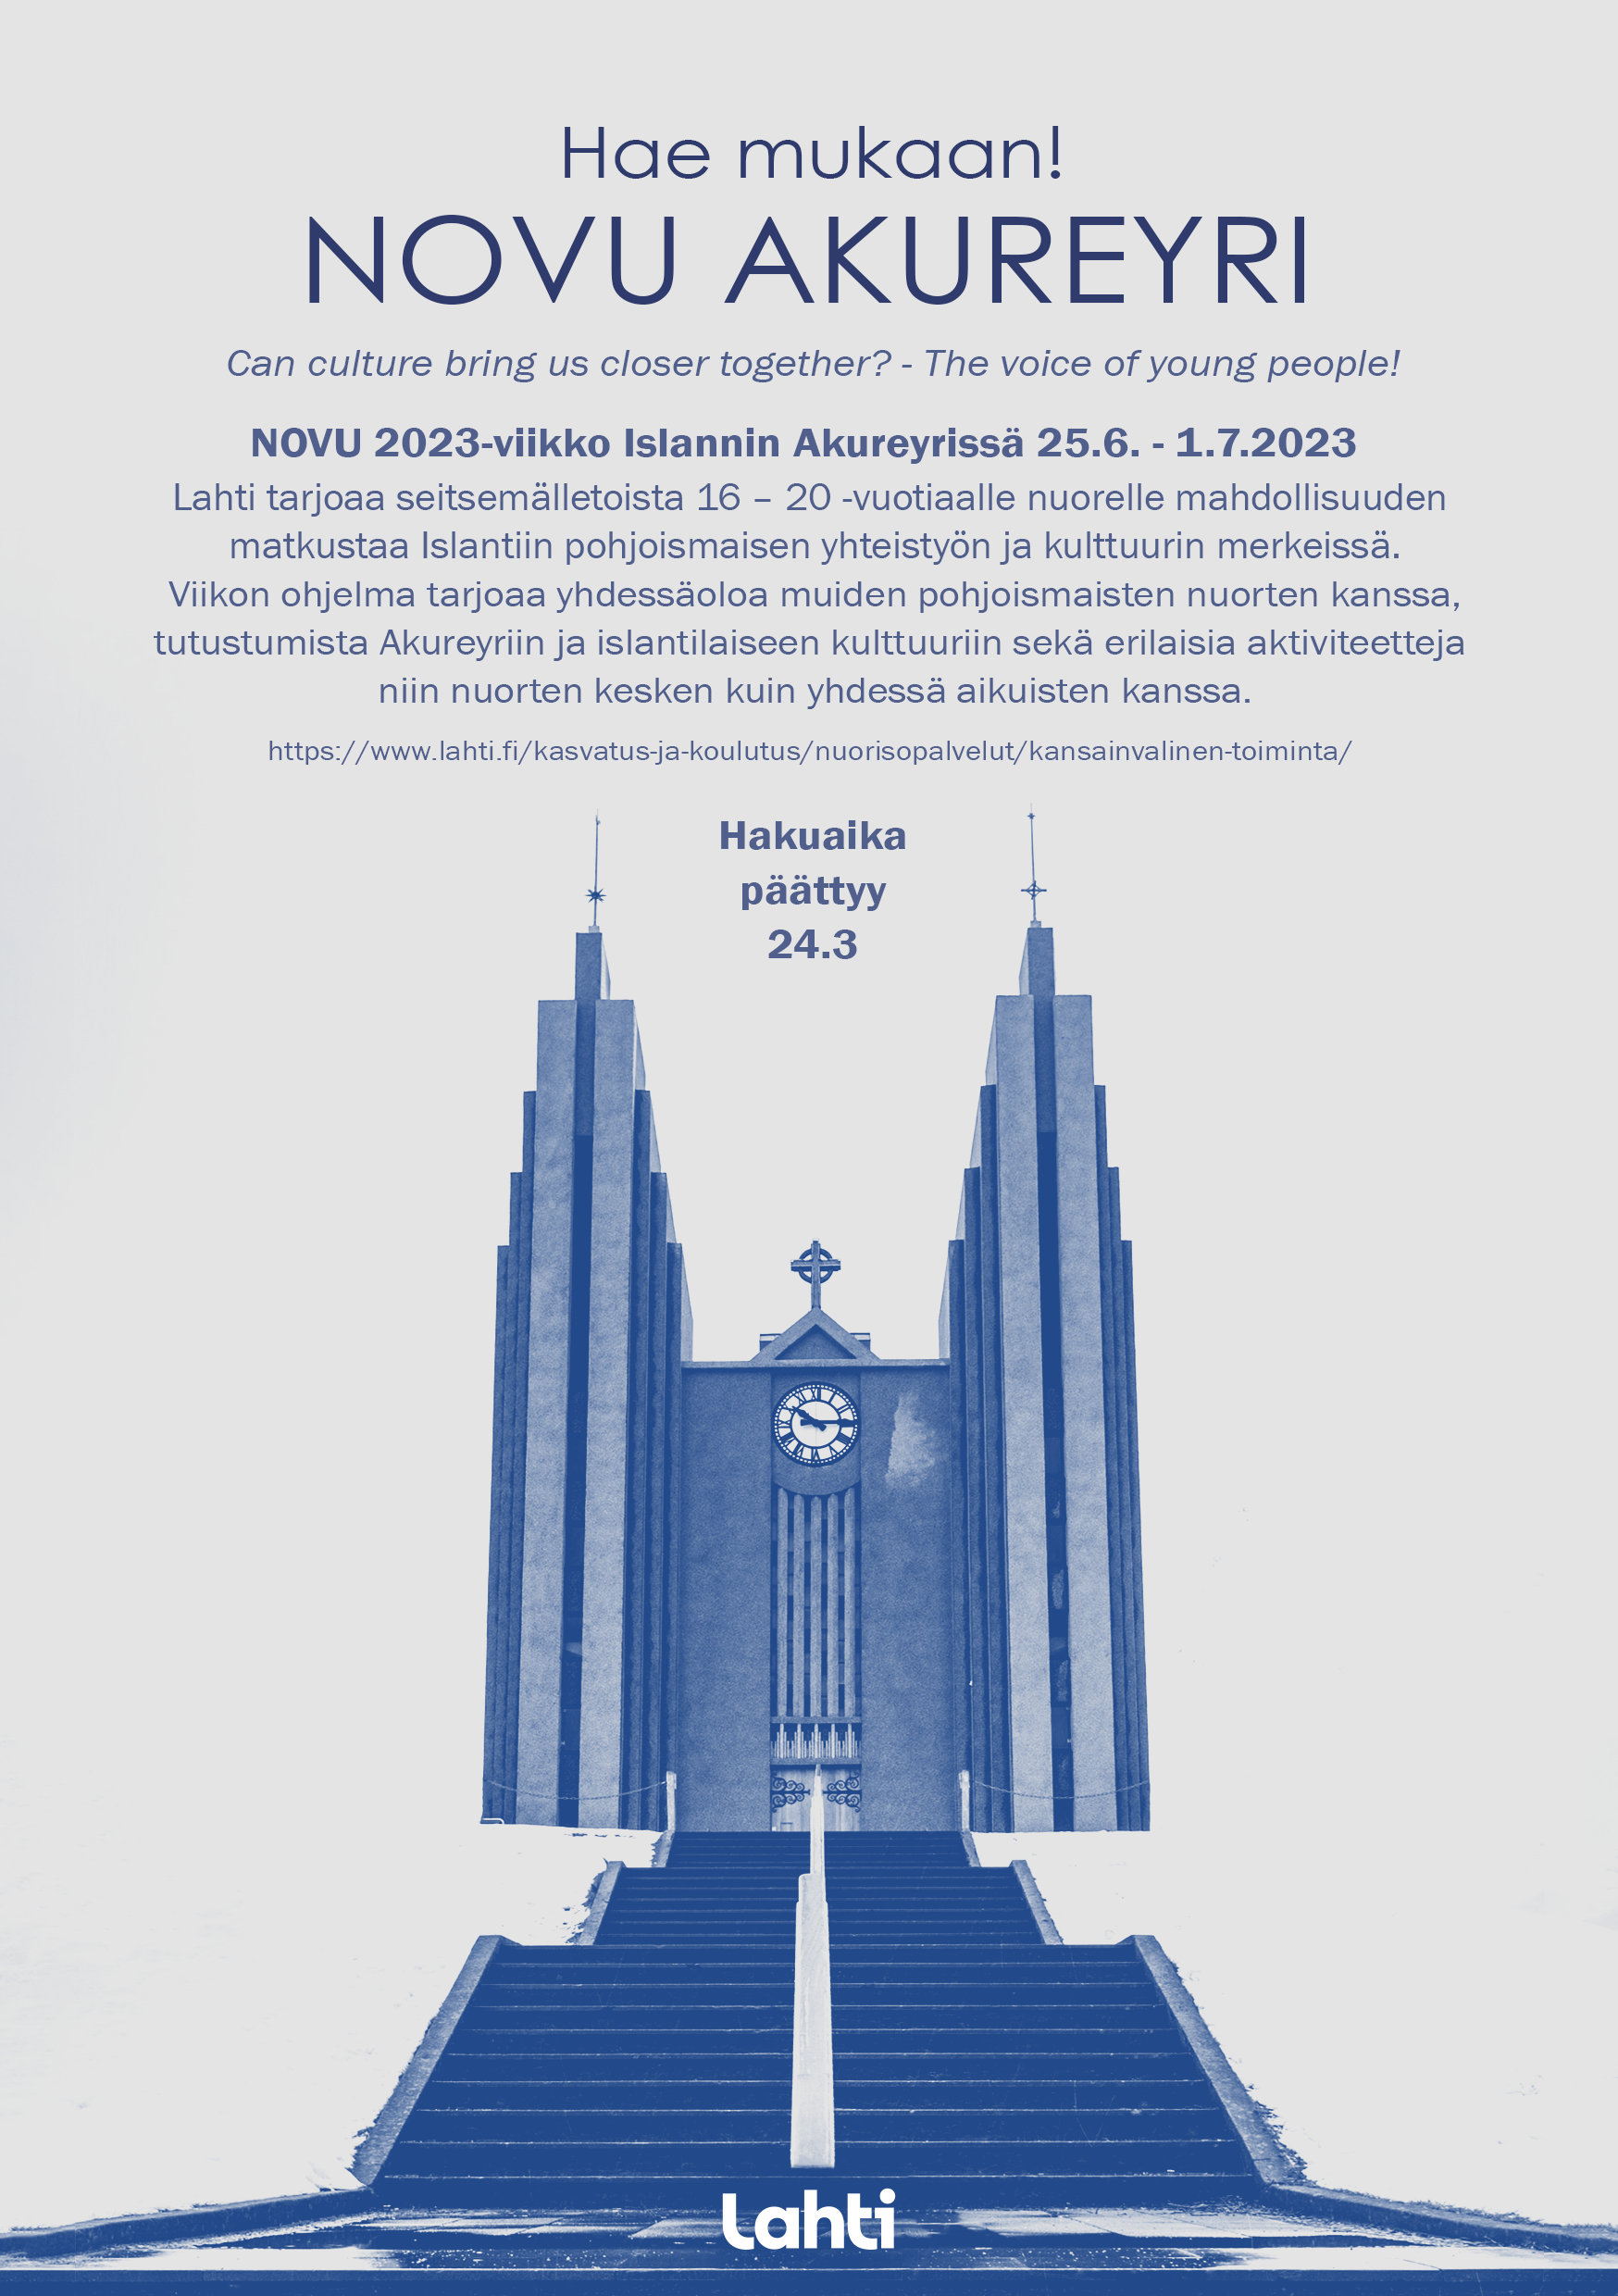 Hae mukaan!
NOVU AKUREYRI
Can culture bring us closer together? - The voice of young people!
NOVU 2023-viikko Islannin Akureyrissä 25.6. - 1.7.2023
Lahti tarjoaa seitsemälletoista 16 – 20 -vuotiaalle nuorelle mahdollisuuden
matkustaa Islantiin pohjoismaisen yhteistyön ja kulttuurin merkeissä.
Viikon ohjelma tarjoaa yhdessäoloa muiden pohjoismaisten nuorten kanssa,
tutustumista Akureyriin ja islantilaiseen kulttuuriin sekä erilaisia aktiviteetteja
niin nuorten kesken kuin yhdessä aikuisten kanssa.
https://www.lahti.fi/kasvatus-ja-koulutus/nuorisopalvelut/kansainvalinen-toiminta/
Hakuaika
päättyy
24.3
Lahti